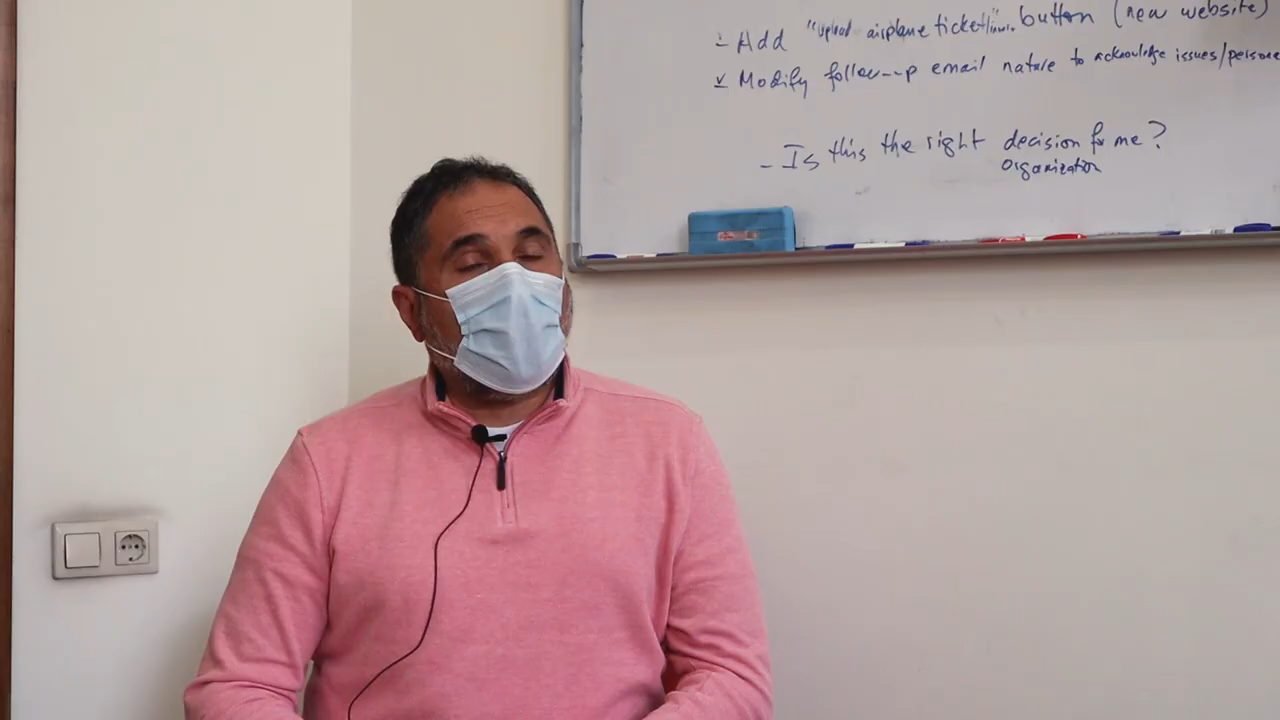 - Add "upload airplane ticket" button (new website)
- Modify follow-up email nature to acknowledge issues/persona
- Is this the right decision for me?
organization